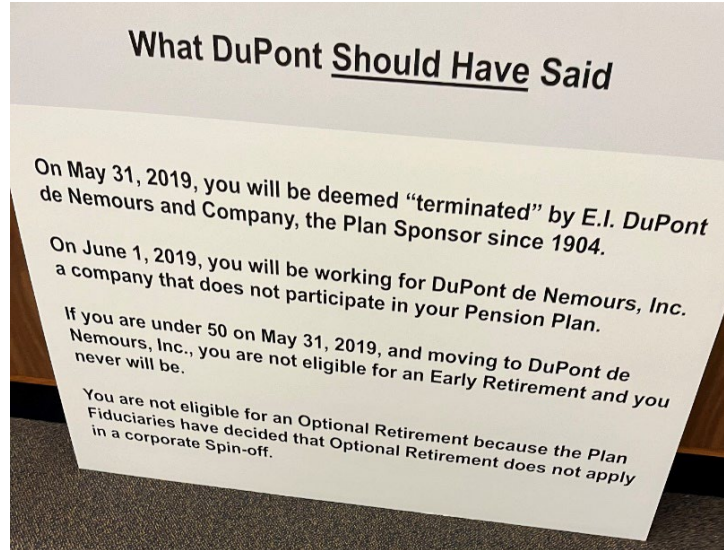 What DuPont Should Have Said
On May 31, 2019, you will be deemed “terminated” by E.I. DuPont
de Nemours and Company, the Plan Sponsor since 1904.
On June 1, 2019, you will be working for DuPont de Nemours, Inc.
a company that does not participate in your Pension Plan.
If you are under 50 on May 31, 2019, and moving to DuPont de
Nemours, Inc., you are not eligible for an Early Retirement and you
never will be.
You are not eligible for an Optional Retirement because the Plan
Fiduciaries have decided that Optional Retirement does not apply
in a corporate Spin-off.